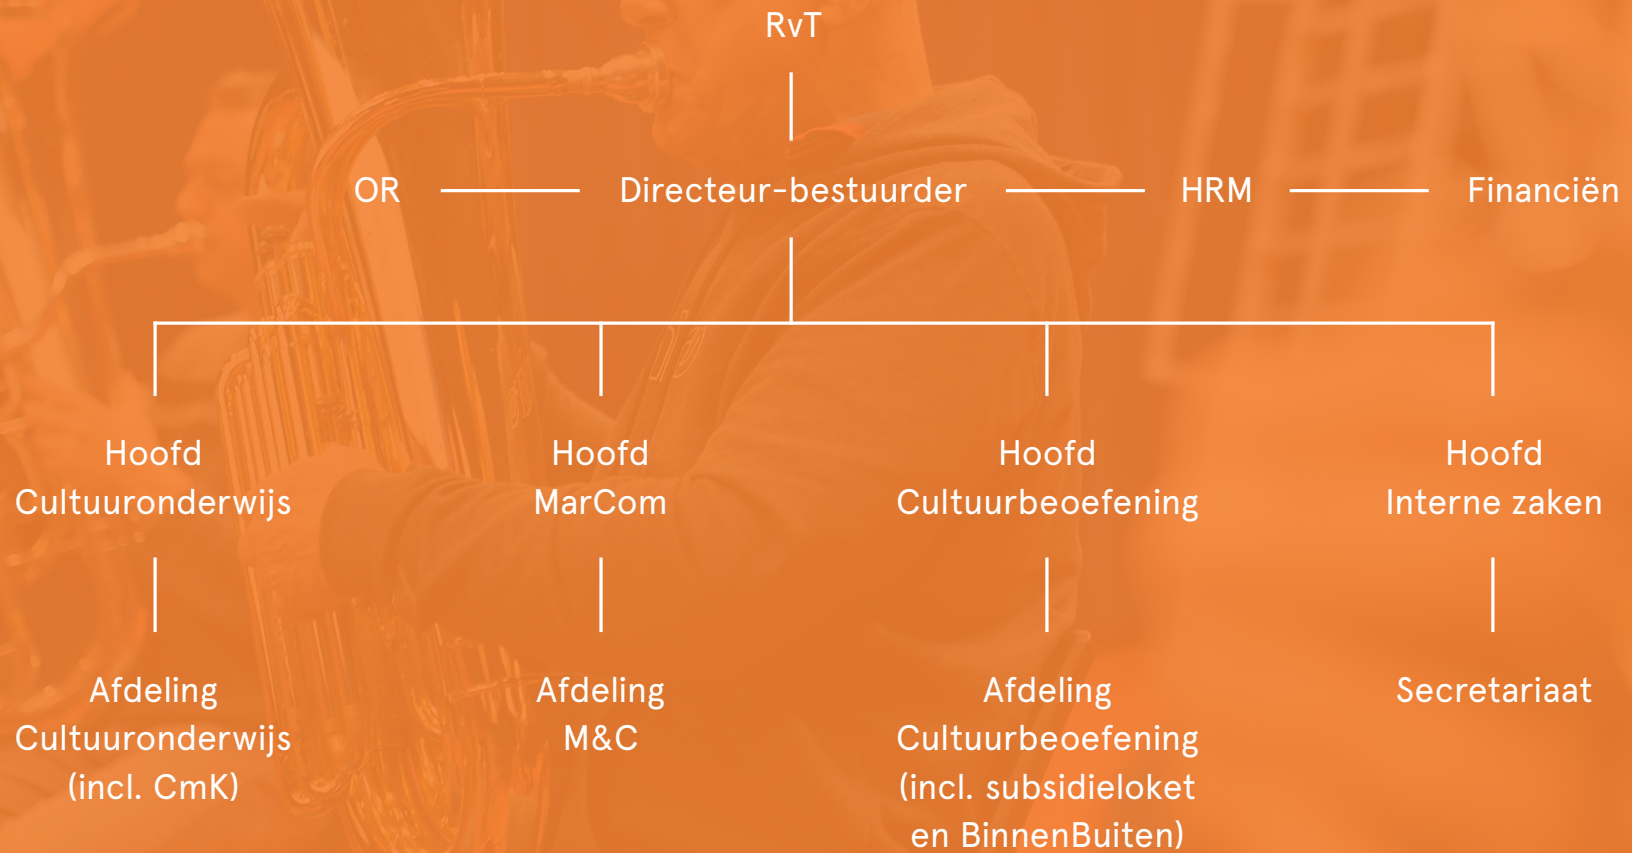 RvT
OR Directeur-bestuurder HRM Financiën
Hoofd
Cultuuronderwijs
Hoofd
MarCom
Hoofd
Cultuurbeoefening
Hoofd
Interne zaken
Afdeling
Cultuuronderwijs
(incl. CmK)
Afdeling
M&C
Afdeling
Cultuurbeoefening
(incl. subsidieloket
en BinnenBuiten)
Secretariaat